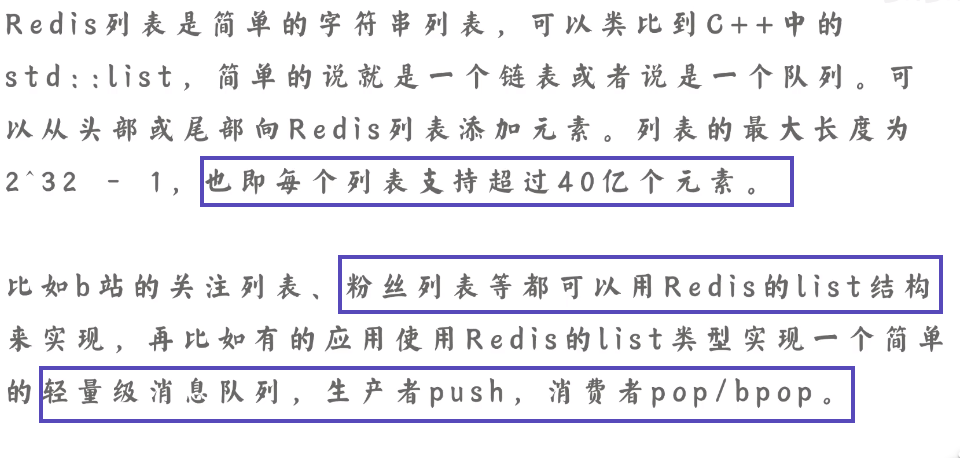 Redis列表是简单的字符串列表，可以类比到C++中的
std::list，简单的说就是一个链表或者说是一个队列。可
以从头部或尾部向Redis列表添加元素。列表的最大长度为
2^32 - 1，也即每个列表支持超过40亿个元素。
比如b站的关注列表、粉丝列表等都可以用Redis的list结构
来实现，再比如有的应用使用Redis的list类型实现一个简单
的轻量级消息队列，生产者push，消费者pop/bpop。